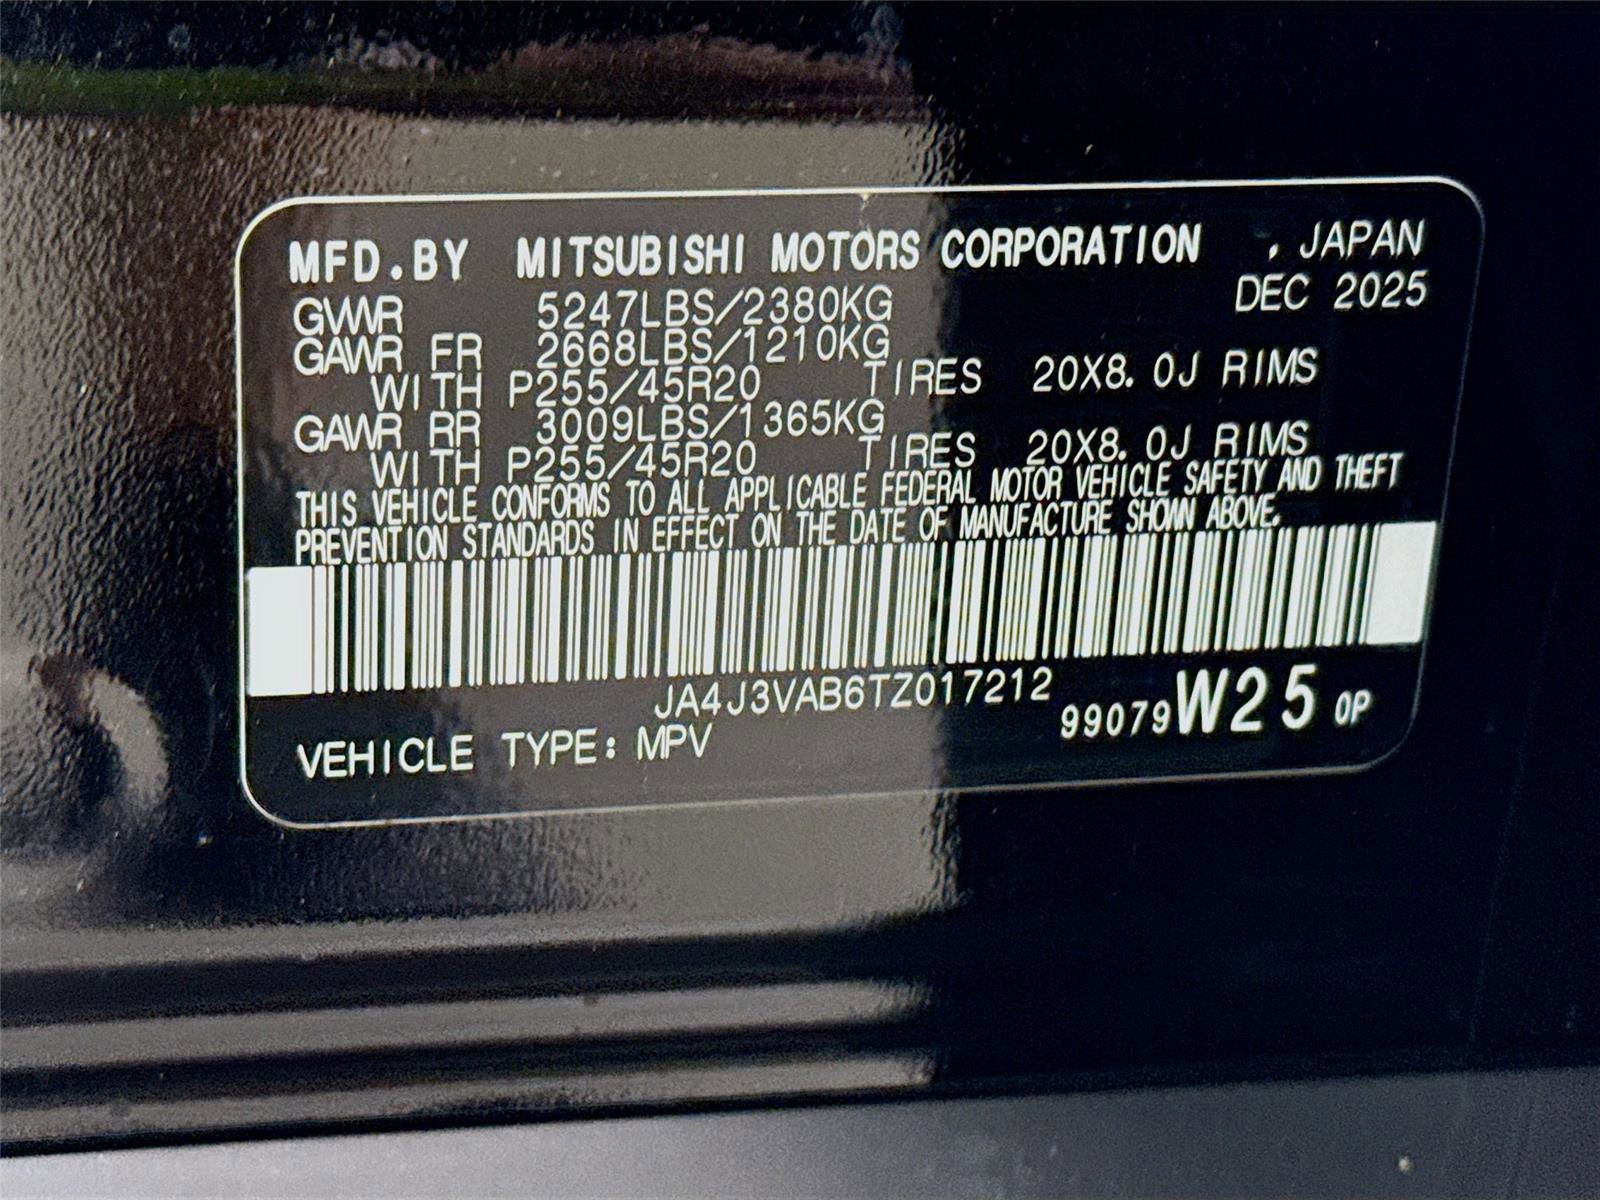 MFD.BY MITSUBISHI MOTORS CORPORATION , JAPAN
GVWR 5247LBS/2380KG DEC 2025
GAWR FR 2668LBS/1210KG
WITH P255/45R20 TIRES 20X8.0J RIMS
GAWR RR 3009LBS/1365KG
WITH P255/45R20 TIRES 20X8.0J RIMS
THIS VEHICLE CONFORMS TO ALL APPLICABLE FEDERAL MOTOR VEHICLE SAFETY AND THEFT
PREVENTION STANDARDS IN EFFECT ON THE DATE OF MANUFACTURE SHOWN ABOVE.
JA4J3VAB6TZ017212
99079W25 0P
VEHICLE TYPE: MPV